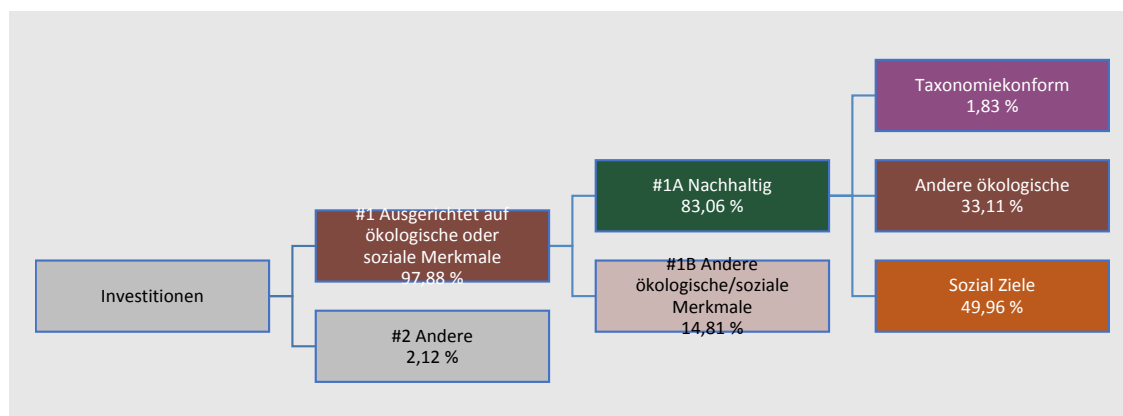 Investitionen
#1 Ausgerichtet auf
ökologische oder
soziale Merkmale
97,88 %
#2 Andere
2,12 %
#1A Nachhaltig
83,06 %
#1B Andere
ökologische/soziale
Merkmale
14,81 %
Taxonomiekonform
1,83 %
Andere ökologische
33,11 %
Sozial Ziele
49,96 %